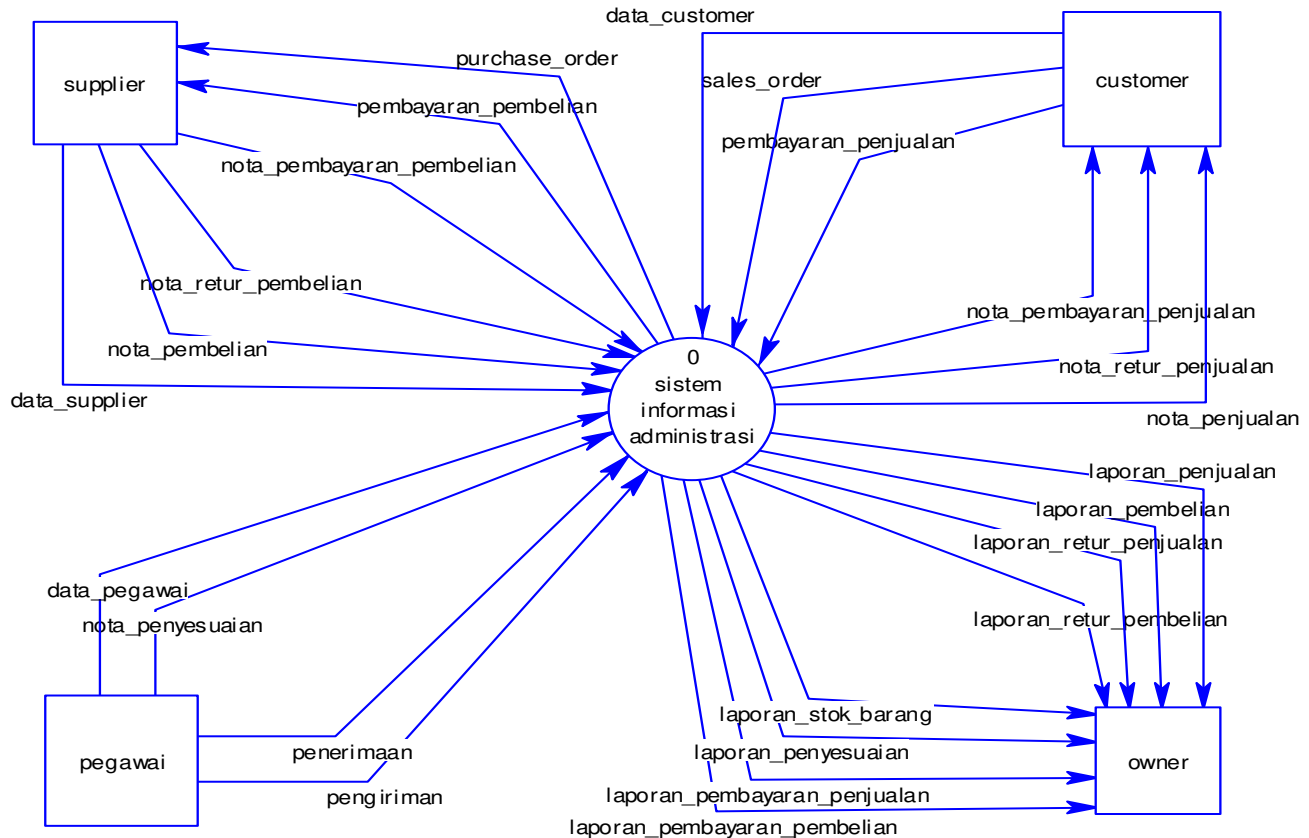 data_customer
supplier
purchase_order
sales_order
customer
pembayaran_pembelian
pembayaran_penjualan
nota_pembayaran_pembelian
nota_retur_pembelian
nota_pembayaran_penjualan
nota_pembelian
0
sistem
informasi
administrasi
nota_retur_penjualan
data_supplier
nota_penjualan
laporan_penjualan
laporan_pembelian
laporan_retur_penjualan
data_pegawai
nota_penyesuaian
laporan_retur_pembelian
laporan_stok_barang
penerimaan
laporan_penyesuaian
pegawai
owner
pengiriman
laporan_pembayaran_penjualan
laporan_pembayaran_pembelian